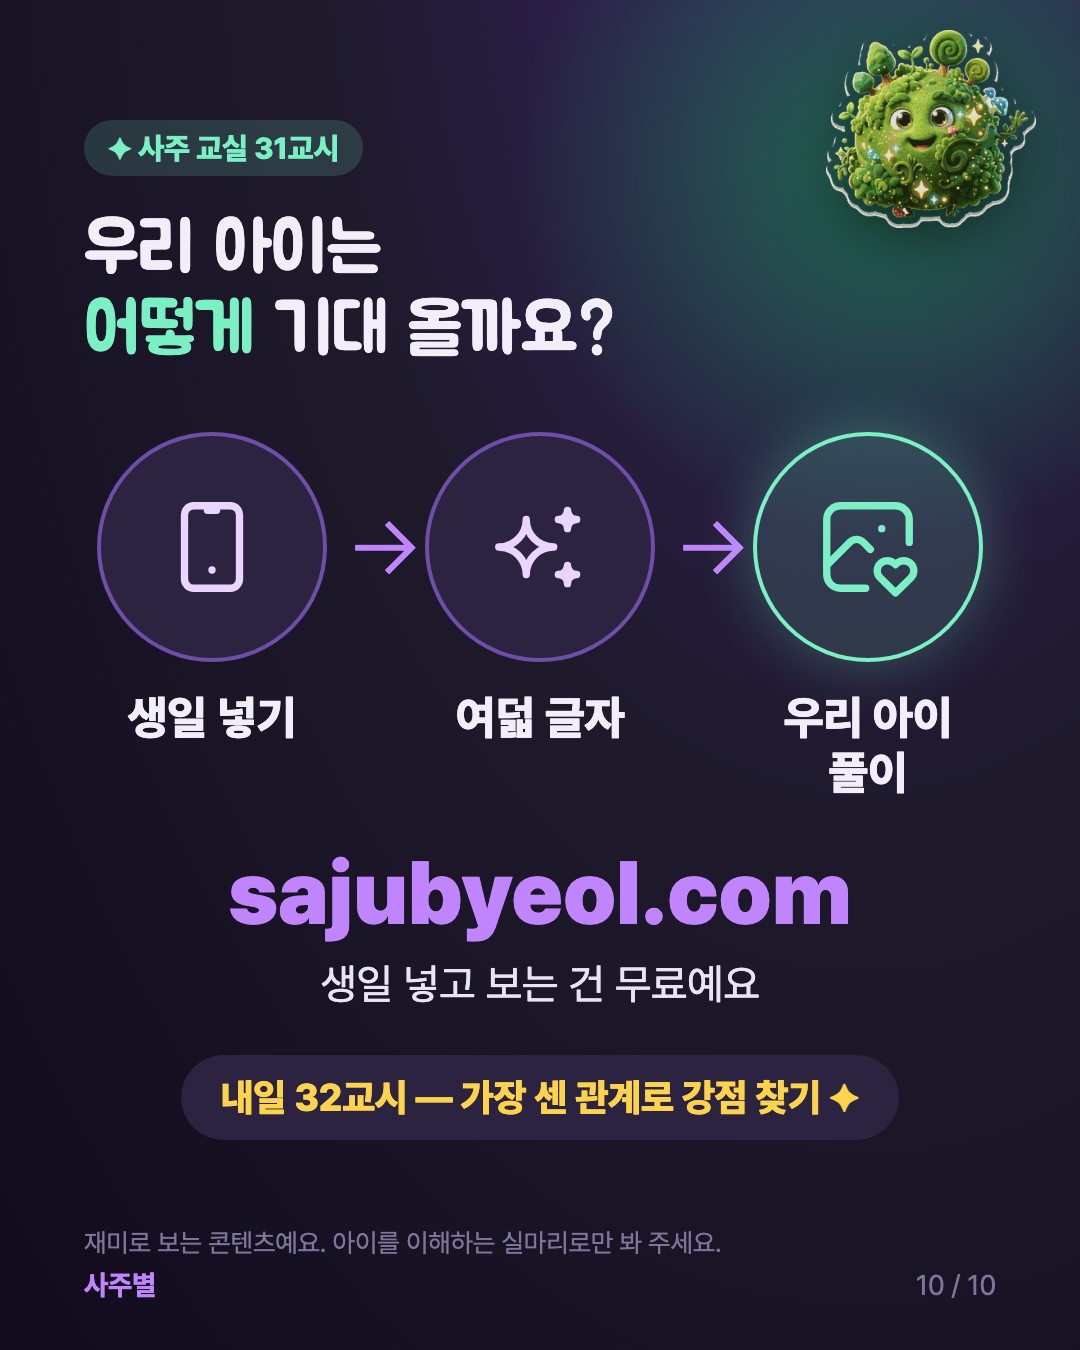 ✦ 사주 교실 31교시
우리 아이는
어떻게 기대 올까요?
생일 넣기
여덟 글자
우리 아이
풀이
sajubyeol.com
생일 넣고 보는 건 무료예요
내일 32교시 — 가장 센 관계로 강점 찾기 ✦
재미로 보는 콘텐츠예요. 아이를 이해하는 실마리로만 봐 주세요.
사주별
10 / 10